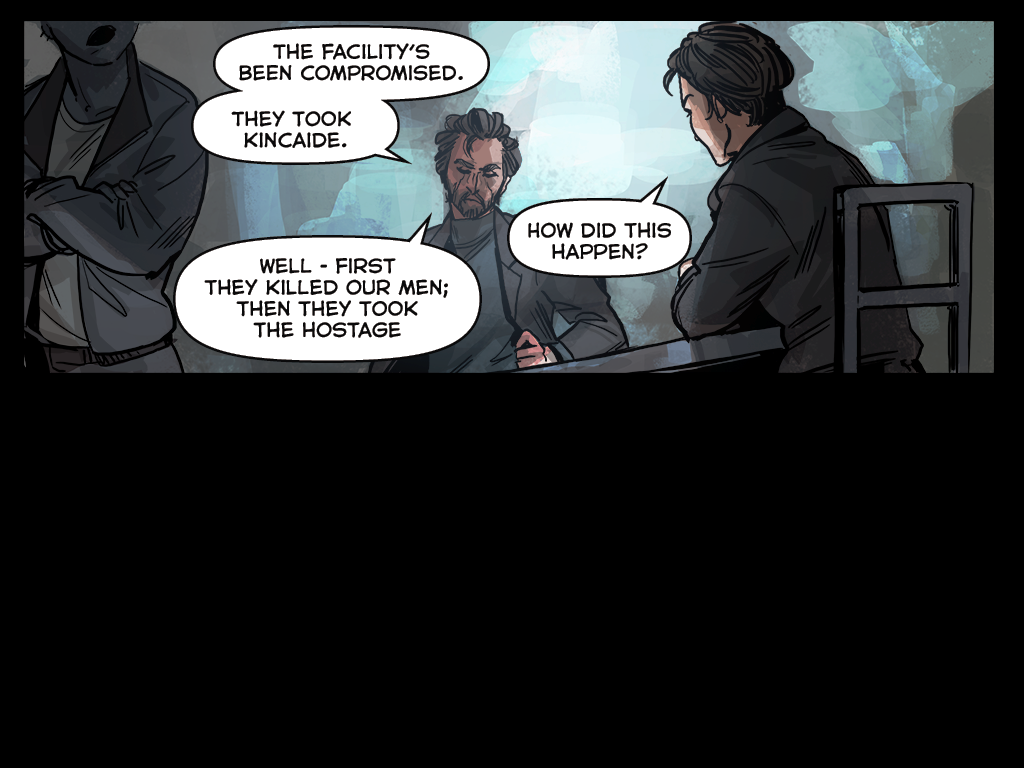 THE FACILITY'S
BEEN COMPROMISED.
THEY TOOK
KINCAIDE.
HOW DID THIS
HAPPEN?
WELL - FIRST
THEY KILLED OUR MEN;
THEN THEY TOOK
THE HOSTAGE